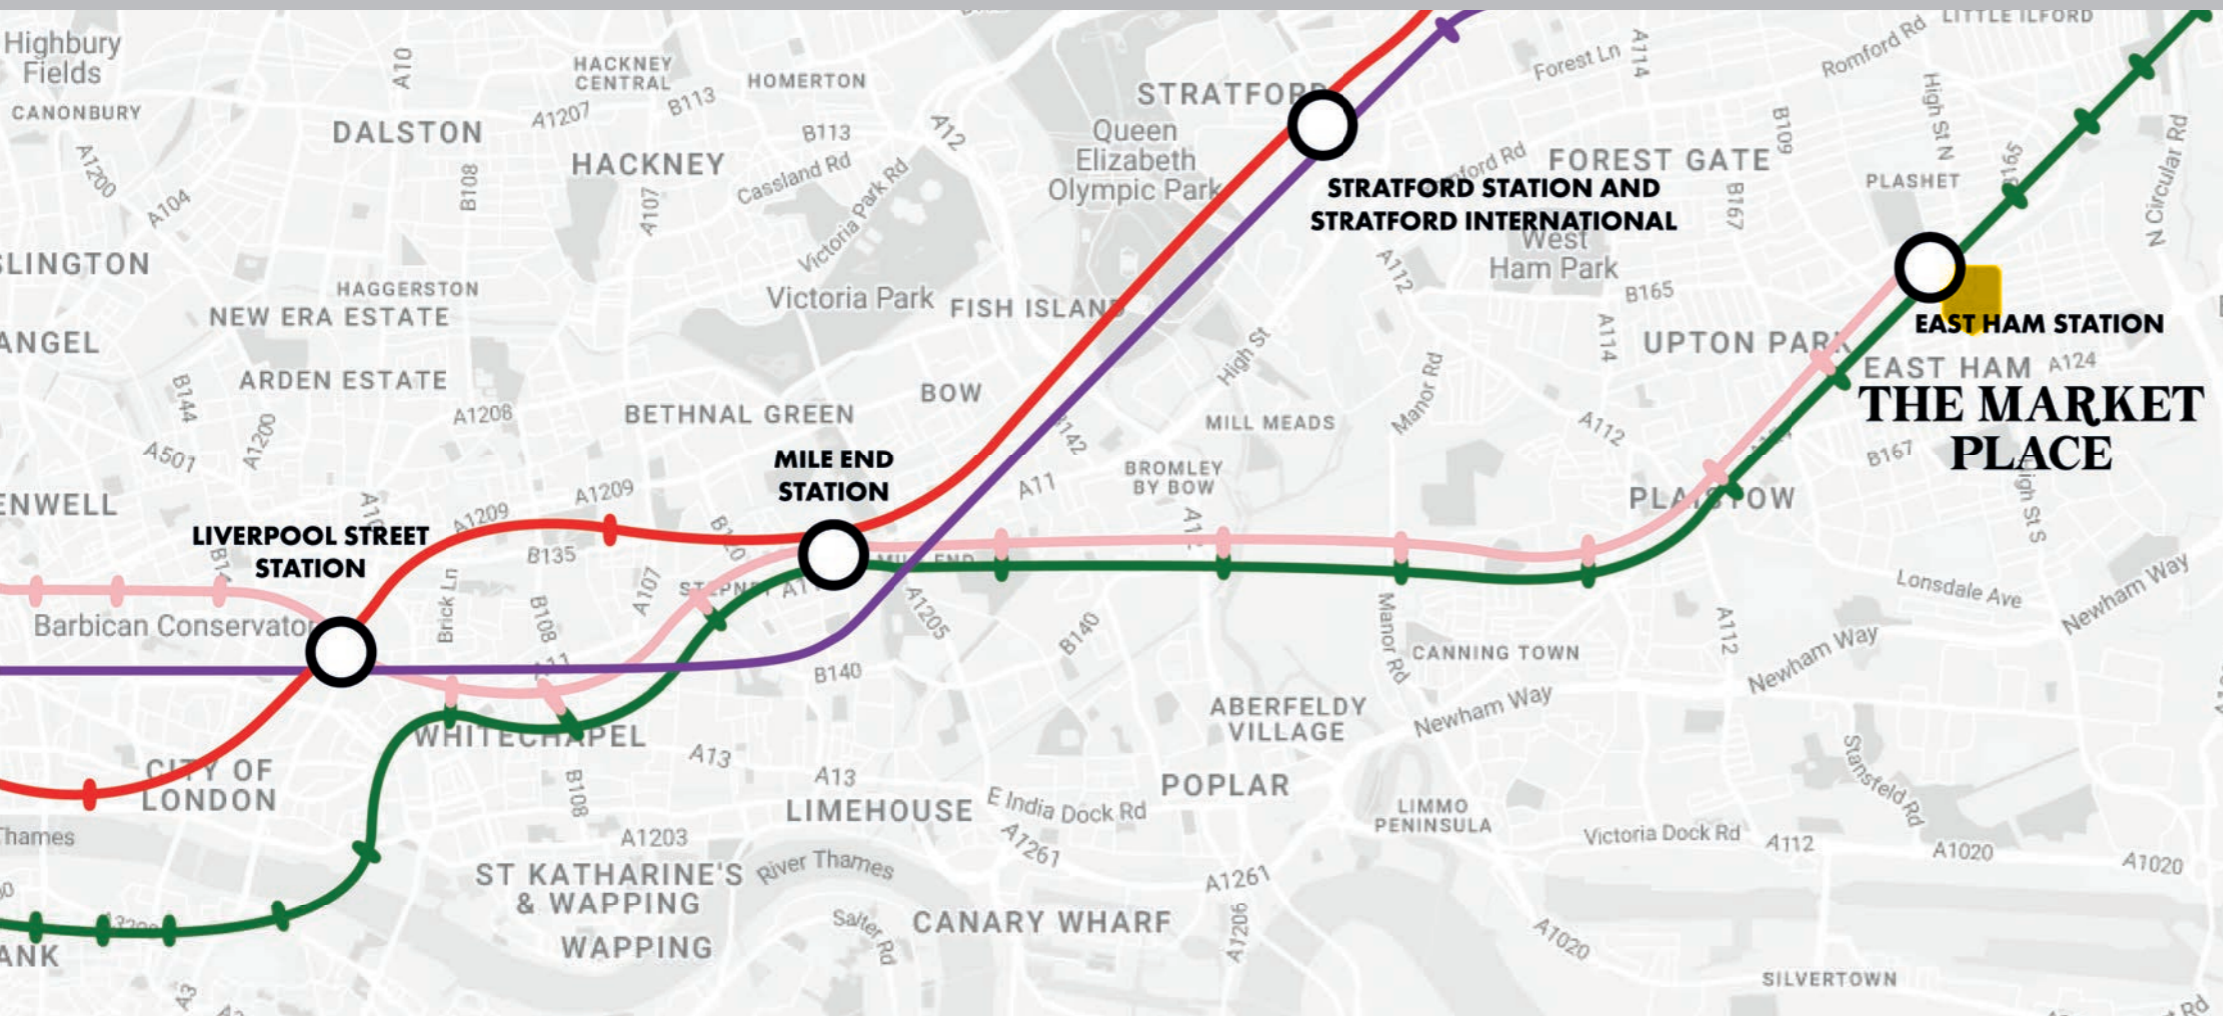 LITTLE ILFORD
Highbury
Fields
A10
HACKNEY
CENTRAL
HOMERTON
Forest Ln
A114
Romford Rd
High St N
CANONBURY
A1207
B113
STRATFORD
DALSTON
B113
A12
Queen
Elizabeth
Olympic Park
B109
N Circular Rd
HACKNEY
Cassland Rd
FOREST GATE
A1200
A104
B108
A107
Victoria Park Rd
STRATFORD STATION AND
STRATFORD INTERNATIONAL
B167
PLASHET
West
Ham Park
A112
HAGGERSTON
NEW ERA ESTATE
Victoria Park
FISH ISLAND
B165
EAST HAM STATION
ANGEL
A114
UPTON PARK
High St
EAST HAM
A124
ARDEN ESTATE
B144
BOW
Manor Rd
THE MARKET
PLACE
A1208
BETHNAL GREEN
MILL MEADS
A112
A1200
A501
MILE END
STATION
BROMLEY
BY BOW
A11
B167
A1209
PLAISTOW
High St S
LIVERPOOL STREET
STATION
A1209
B135
MILE END
Lonsdale Ave
Newham Way
A107
Brick Ln
B108
A1205
B140
Manor Rd
A112
Newham Way
CANNING TOWN
B140
WHITECHAPEL
A13
ABERFELDY
VILLAGE
Newham Way
CITY OF
LONDON
B108
A13
LIMEHOUSE
POPLAR
E India Dock Rd
LIMMO
PENINSULA
Stansfeld Rd
Thames
A1203
A1261
Victoria Dock Rd
A112
A1020
A1020
ST KATHARINE'S
& WAPPING
River Thames
A1261
WAPPING
Salter Rd
CANARY WHARF
A1206
A1020
A3
SILVERTOWN